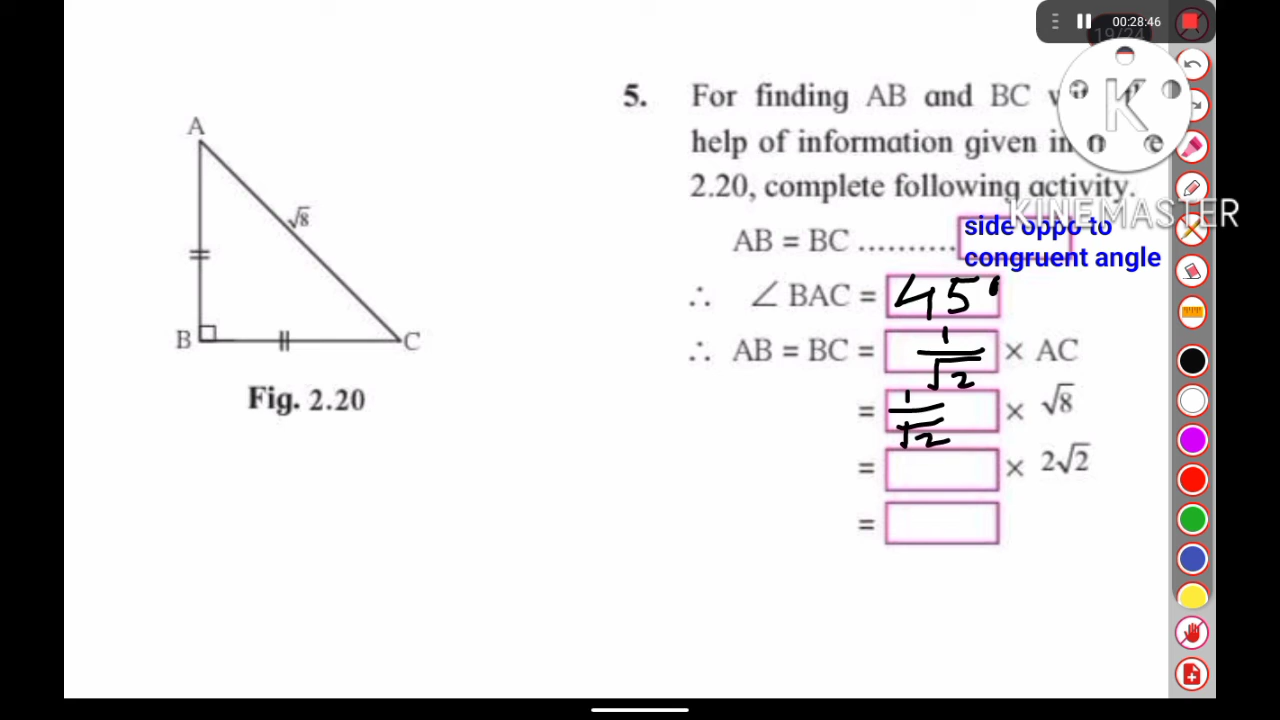 00:28:46
19/24
5. For finding AB and BC
help of information given in
2.20, complete following activity.
KINEMASTER
K
AB = BC .......... side oppo to
congruent angle
∴ ∠ BAC = 45°
∴ AB = BC = 1/√2 × AC
= 1/√2 × √8
= × 2√2
=
A
√8
B
C
Fig. 2.20